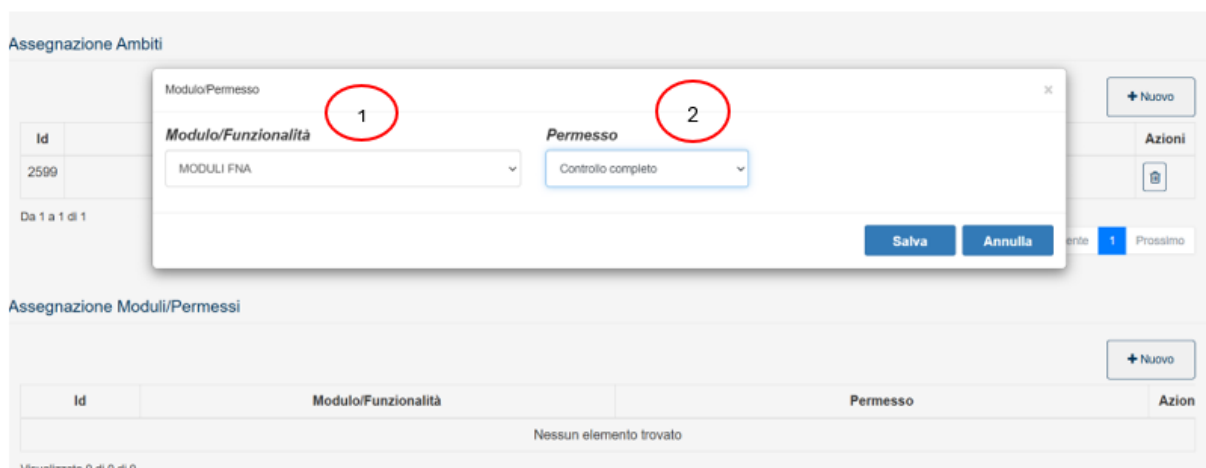 Assegnazione Ambiti
Modulo/Permesso ×
1 2
+ Nuovo
Modulo/Funzionalità Permesso
Id Azioni
MODULI FNA Controllo completo
2599
Da 1 a 1 di 1
Salva Annulla
ente 1 Prossimo
Assegnazione Moduli/Permessi
+ Nuovo
Id Modulo/Funzionalità Permesso Azion
Nessun elemento trovato